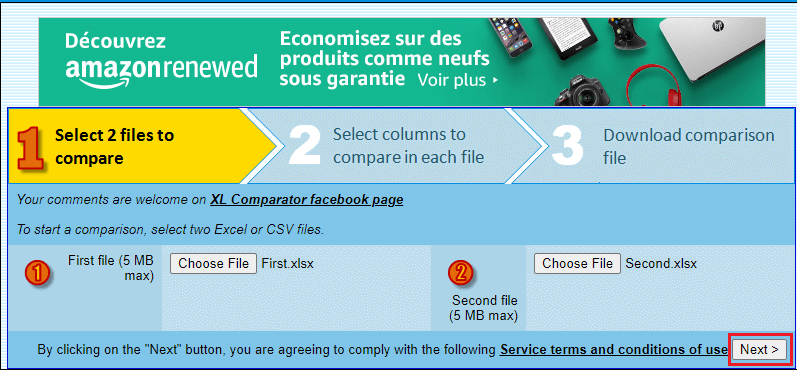 Découvrez
amazonrenewed
Economisez sur des
produits comme neufs
sous garantie Voir plus ›
hp
1 Select 2 files to
compare
2 Select columns to
compare in each file
3 Download comparison
file
Your comments are welcome on XL Comparator facebook page
To start a comparison, select two Excel or CSV files.
1 First file (5 MB
max)
Choose File First.xlsx
2 Second file
(5 MB max)
Choose File Second.xlsx
By clicking on the "Next" button, you are agreeing to comply with the following Service terms and conditions of use Next >